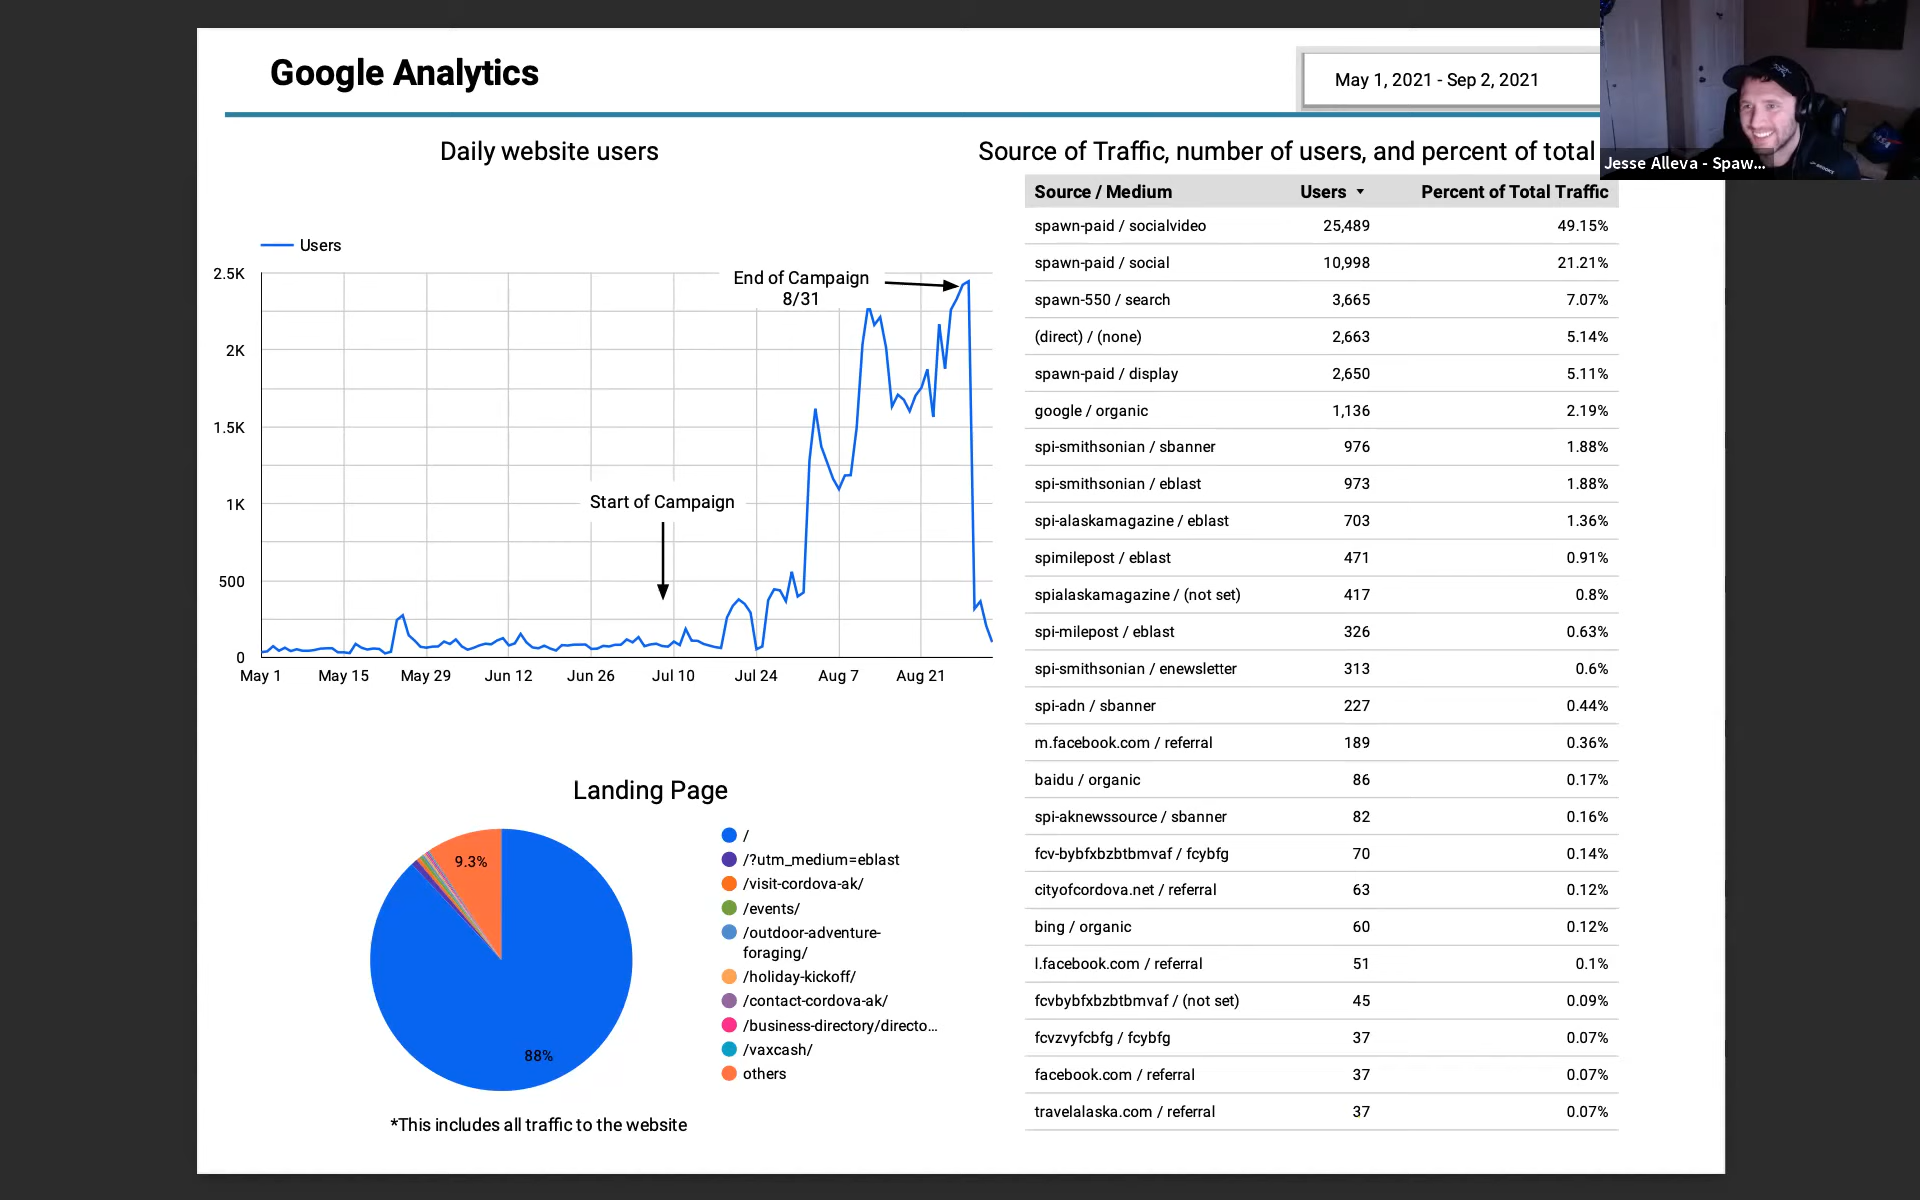 Google Analytics
May 1, 2021 - Sep 2, 2021
Jesse Alleva - Spaw...
Daily website users
Users
2.5K
2K
1.5K
1K
500
0
End of Campaign
8/31
Start of Campaign
May 1 May 15 May 29 Jun 12 Jun 26 Jul 10 Jul 24 Aug 7 Aug 21
Landing Page
9.3%
88%
/
/?utm_medium=eblast
/visit-cordova-ak/
/events/
/outdoor-adventure-
foraging/
/holiday-kickoff/
/contact-cordova-ak/
/business-directory/directo...
/vaxcash/
others
*This includes all traffic to the website
Source of Traffic, number of users, and percent of total
Source / Medium Users Percent of Total Traffic
spawn-paid / socialvideo 25,489 49.15%
spawn-paid / social 10,998 21.21%
spawn-550 / search 3,665 7.07%
(direct) / (none) 2,663 5.14%
spawn-paid / display 2,650 5.11%
google / organic 1,136 2.19%
spi-smithsonian / sbanner 976 1.88%
spi-smithsonian / eblast 973 1.88%
spi-alaskamagazine / eblast 703 1.36%
spimilepost / eblast 471 0.91%
spialaskamagazine / (not set) 417 0.8%
spi-milepost / eblast 326 0.63%
spi-smithsonian / enewsletter 313 0.6%
spi-adn / sbanner 227 0.44%
m.facebook.com / referral 189 0.36%
baidu / organic 86 0.17%
spi-aknewssource / sbanner 82 0.16%
fcv-bybfxbzbtbmvaf / fcybfg 70 0.14%
cityofcordova.net / referral 63 0.12%
bing / organic 60 0.12%
l.facebook.com / referral 51 0.1%
fcvbybfxbzbtbmvaf / (not set) 45 0.09%
fcvzvyfcbfg / fcybfg 37 0.07%
facebook.com / referral 37 0.07%
travelalaska.com / referral 37 0.07%